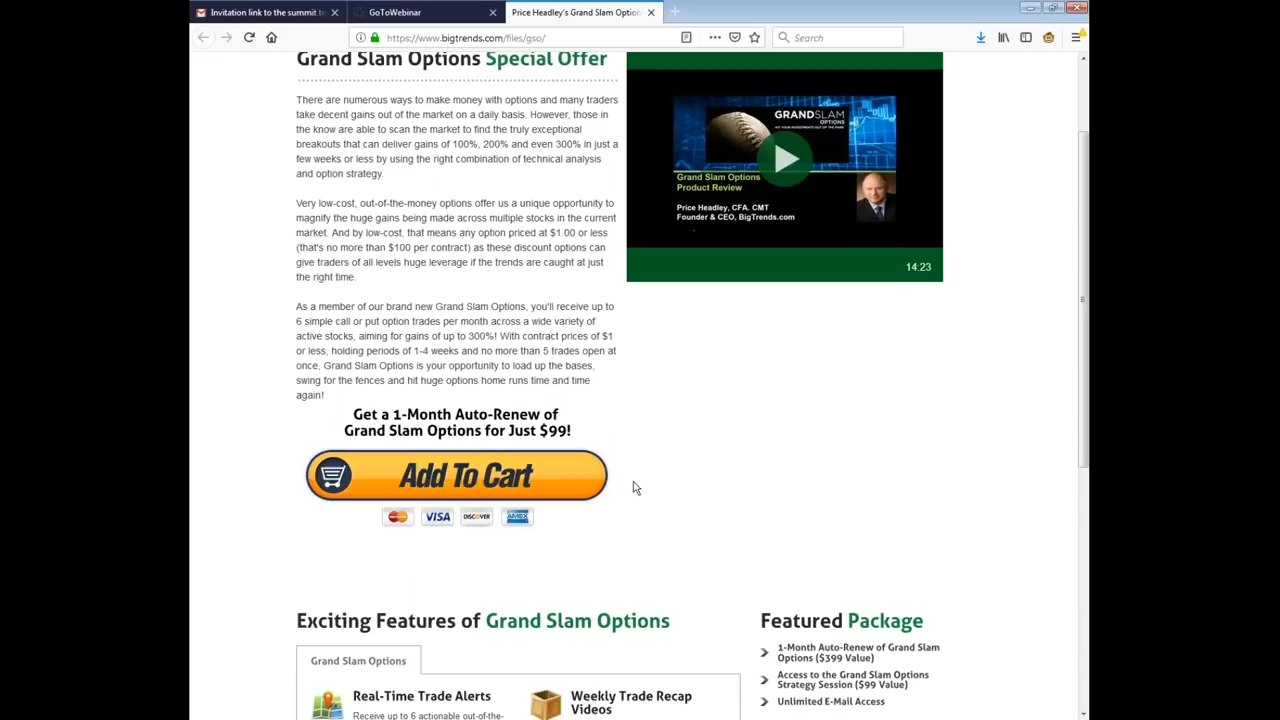 Invitation link to the summit to
GoToWebinar
Price Headley's Grand Slam Option
https://www.bigtrends.com/files/gso/
Search
Grand Slam Options Special Offer
There are numerous ways to make money with options and many traders
take decent gains out of the market on a daily basis. However, those in
the know are able to scan the market to find the truly exceptional
breakouts that can deliver gains of 100%, 200% and even 300% in just a
few weeks or less by using the right combination of technical analysis
and option strategy.
Very low-cost, out-of-the-money options offer us a unique opportunity to
magnify the huge gains being made across multiple stocks in the current
market. And by low-cost, that means any option priced at $1.00 or less
(that's no more than $100 per contract) as these discount options can
give traders of all levels huge leverage if the trends are caught at just
the right time.
As a member of our brand new Grand Slam Options, you'll receive up to
6 simple call or put option trades per month across a wide variety of
active stocks, aiming for gains of up to 300%! With contract prices of $1
or less, holding periods of 1-4 weeks and no more than 5 trades open at
once, Grand Slam Options is your opportunity to load up the bases,
swing for the fences and hit huge options home runs time and time
again!
GRANDSLAM
OPTIONS
HIT YOUR INVESTMENTS OUT OF THE PARK
Grand Slam Options
Product Review
Price Headley, CFA. CMT
Founder & CEO, BigTrends.com
14:23
Get a 1-Month Auto-Renew of
Grand Slam Options for Just $99!
Add To Cart
VISA
DISCOVER
AMEX
Exciting Features of Grand Slam Options
Grand Slam Options
Real-Time Trade Alerts
Receive up to 6 actionable out-of-the-
Weekly Trade Recap
Videos
Featured Package
1-Month Auto-Renew of Grand Slam
Options ($399 Value)
Access to the Grand Slam Options
Strategy Session ($99 Value)
Unlimited E-Mail Access